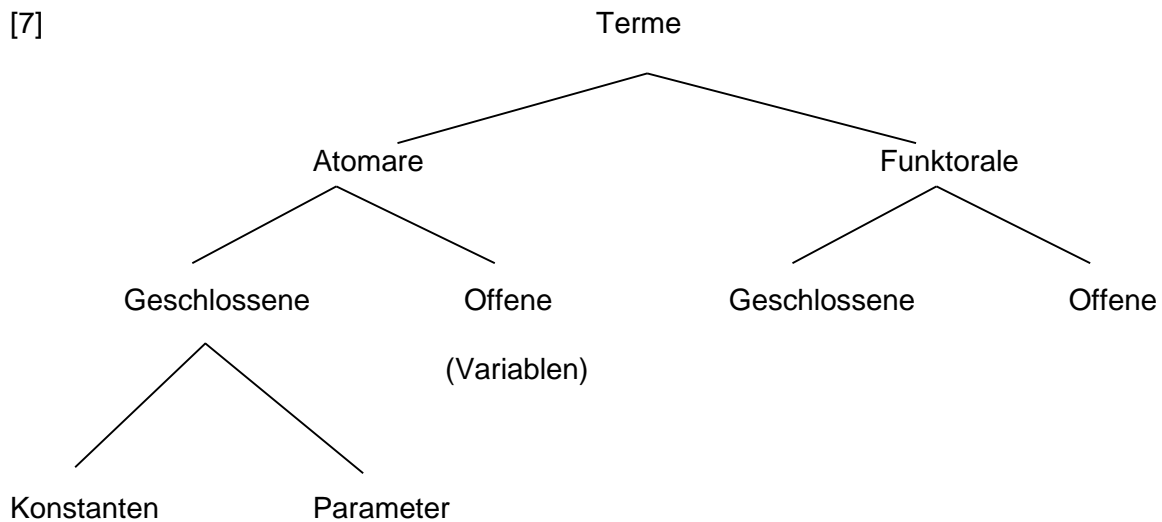 [7] Terme
Atomare Funktorale
Geschlossene Offene Geschlossene Offene
(Variablen)
Konstanten Parameter